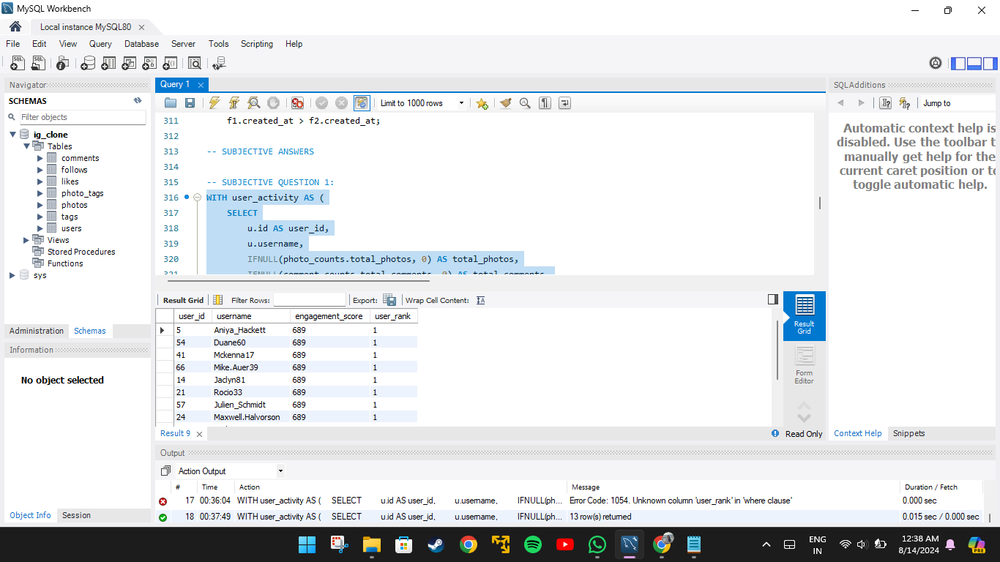 MySQL Workbench
Local instance MySQL80
File Edit View Query Database Server Tools Scripting Help
Navigator
SCHEMAS
Filter objects
ig_clone
Tables
comments
follows
likes
photo_tags
photos
tags
users
Views
Stored Procedures
Functions
sys
Administration Schemas
Information
No object selected
Object Info Session
Query 1
Limit to 1000 rows
311 f1.created_at > f2.created_at;
312
313 -- SUBJECTIVE ANSWERS
314
315 -- SUBJECTIVE QUESTION 1:
316 WITH user_activity AS (
317 SELECT
318 u.id AS user_id,
319 u.username,
320 IFNULL(photo_counts.total_photos, 0) AS total_photos,
321 IFNULL(comment_counts.total_comments, 0) AS total_comments,
Result Grid Filter Rows: Export: Wrap Cell Content:
user_id username engagement_score user_rank
5 Aniya_Hackett 689 1
54 Duane60 689 1
41 Mckenna17 689 1
66 Mike.Auer39 689 1
14 Jaclyn81 689 1
21 Rocio33 689 1
57 Julien_Schmidt 689 1
24 Maxwell.Halvorson 689 1
Result Grid
Form Editor
Result 9
Read Only
SQLAdditions
Jump to
Automatic context help is
disabled. Use the toolbar t
manually get help for the
current caret position or to
toggle automatic help.
Context Help Snippets
Output
Action Output
# Time Action Message Duration / Fetch
17 00:36:04 WITH user_activity AS ( SELECT u.id AS user_id, u.username, IFNULL(ph... Error Code: 1054. Unknown column 'user_rank' in 'where clause' 0.000 sec
18 00:37:49 WITH user_activity AS ( SELECT u.id AS user_id, u.username, IFNULL(ph... 13 row(s) returned 0.015 sec / 0.000 sec
ENG
IN
12:38 AM
8/14/2024
PRE